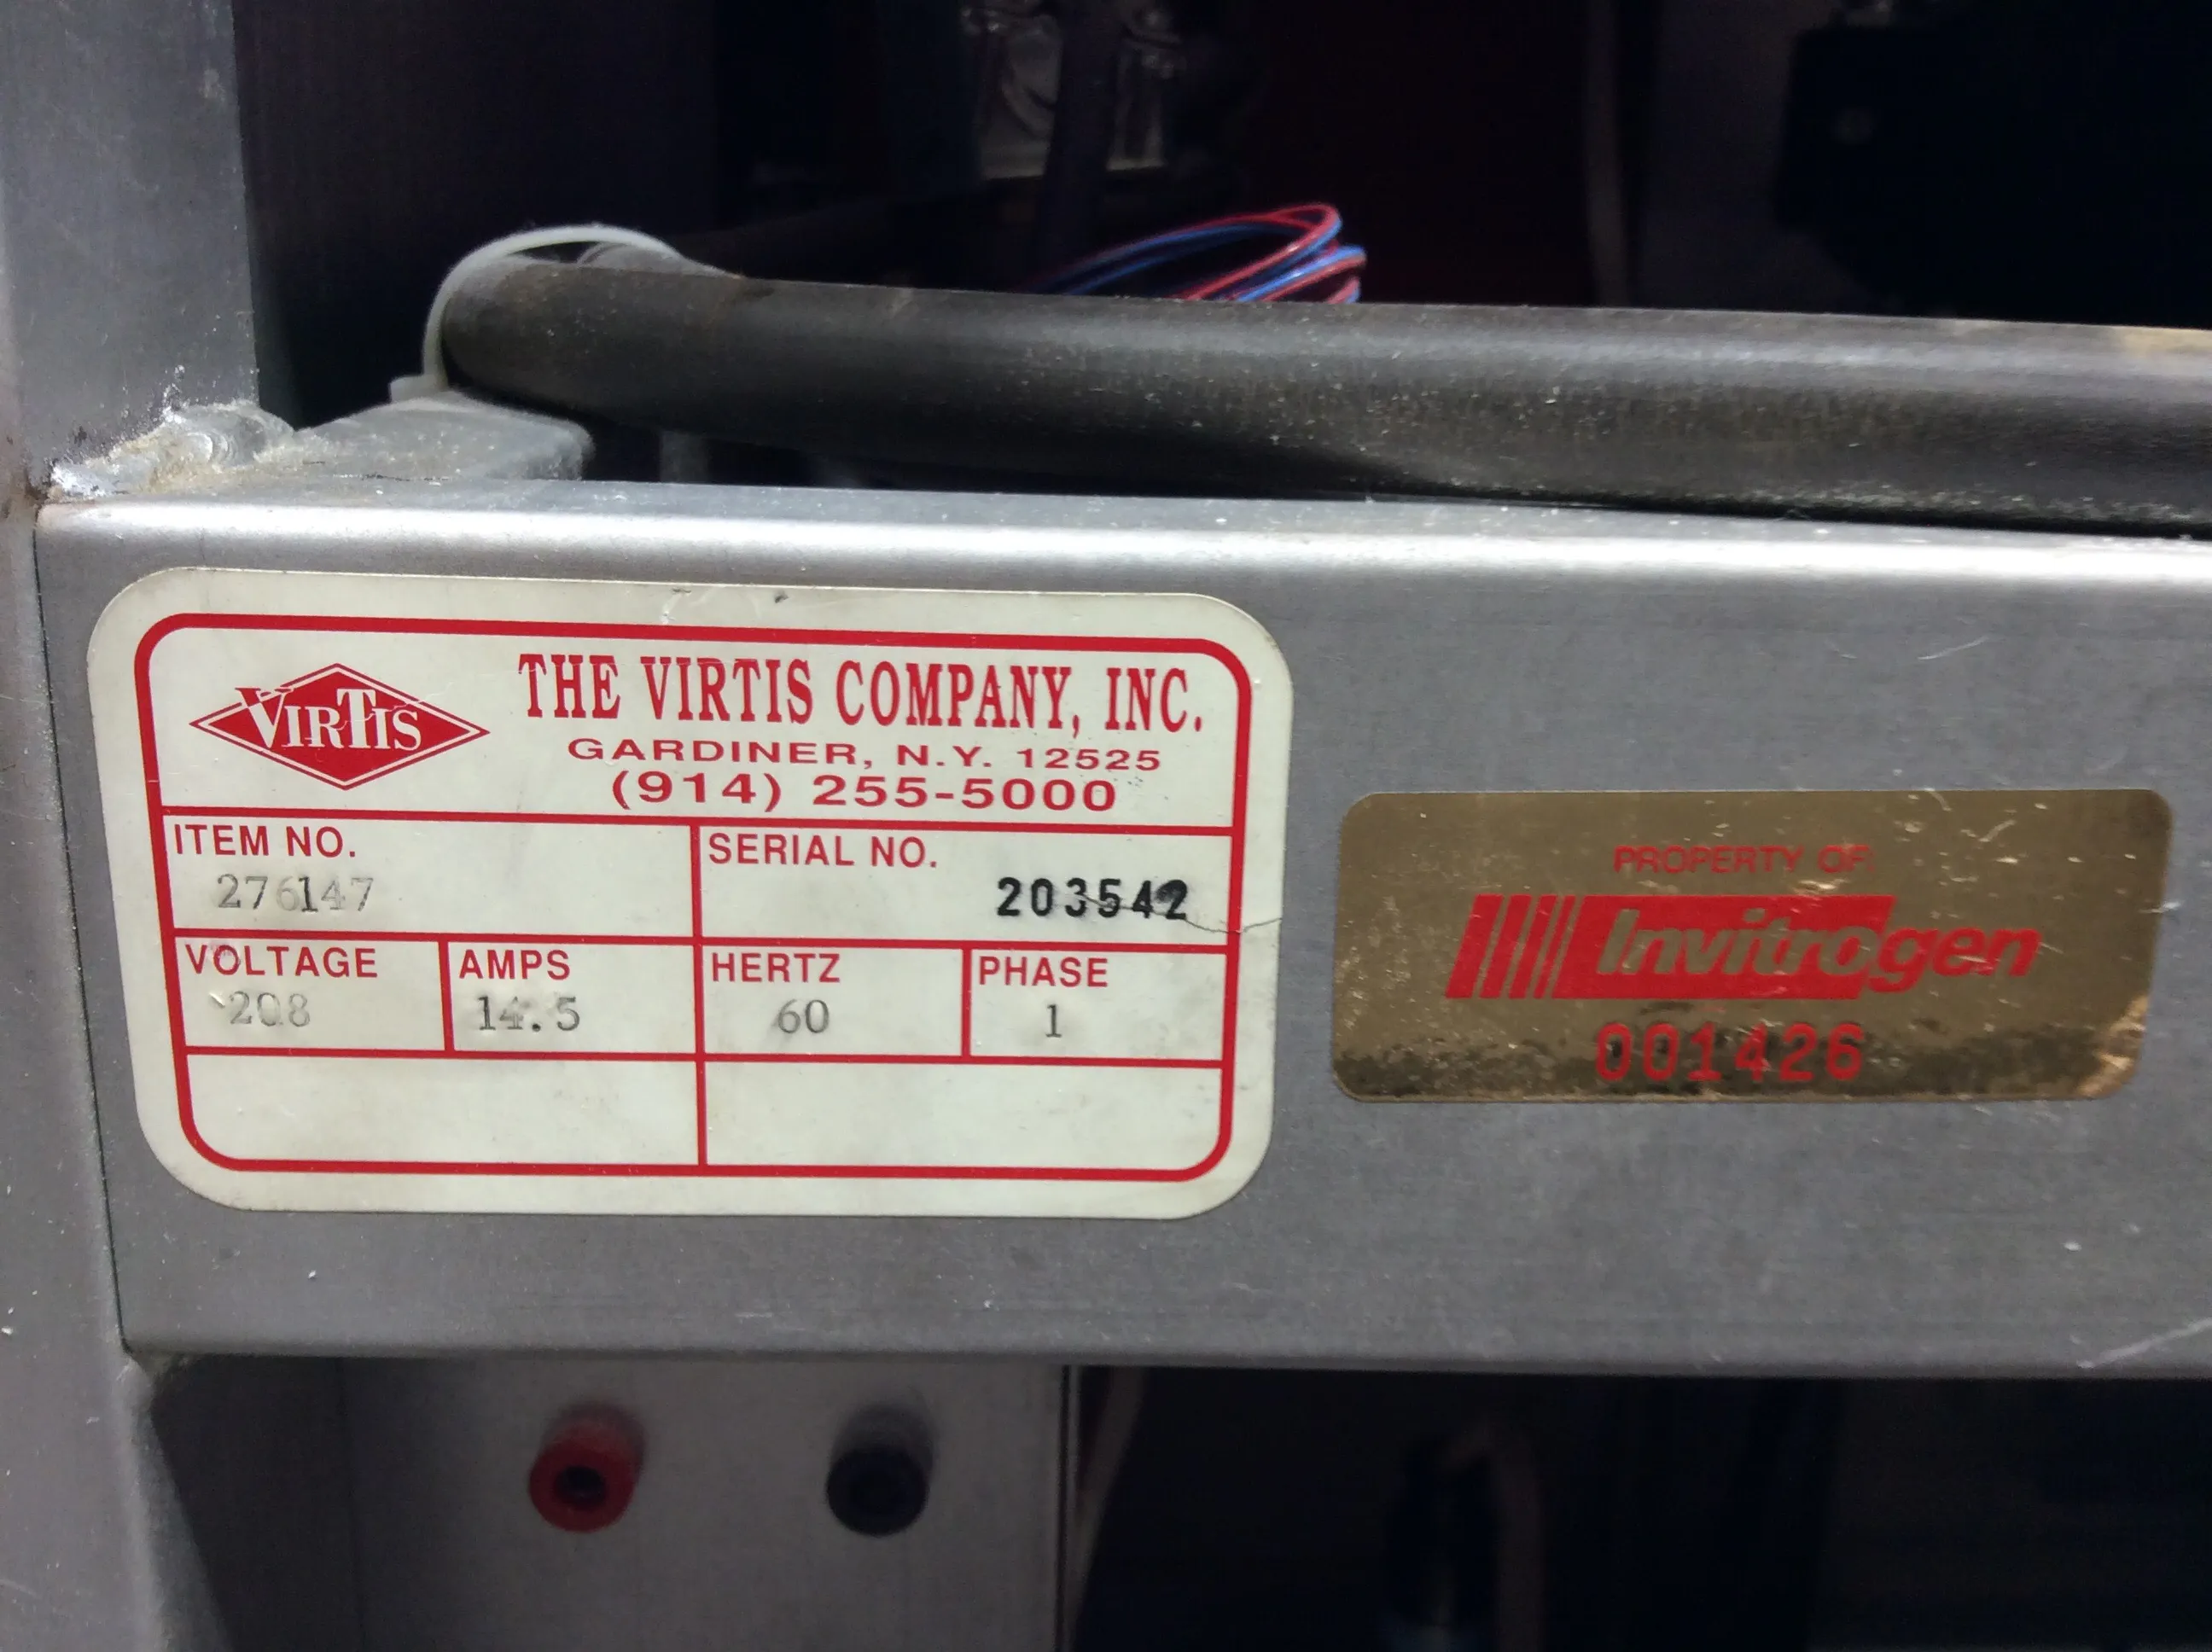 VIRTIS
THE VIRTIS COMPANY, INC.
GARDINER, N.Y. 12525
(914) 255-5000
ITEM NO.
276147
SERIAL NO.
203542
VOLTAGE
208
AMPS
14.5
HERTZ
60
PHASE
1
PROPERTY OF:
Invitrogen
001426